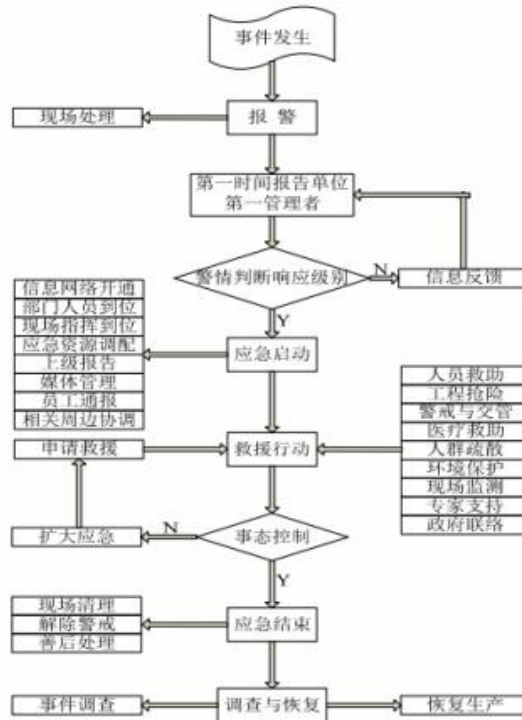 事件发生
现场处理
报 警
第一时间报告单位
第一管理者
警情判断响应级别
N
信息反馈
Y
信息网络开通
部门人员到位
现场指挥到位
应急资源调配
上级报告
媒体管理
员工通报
相关周边协调
应急启动
人员救助
工程抢险
警戒与交管
医疗救助
人群疏散
环境保护
现场监测
专家支持
政府联络
申请救援
救援行动
扩大应急
N
事态控制
Y
现场清理
解除警戒
善后处理
应急结束
事件调查
调查与恢复
恢复生产